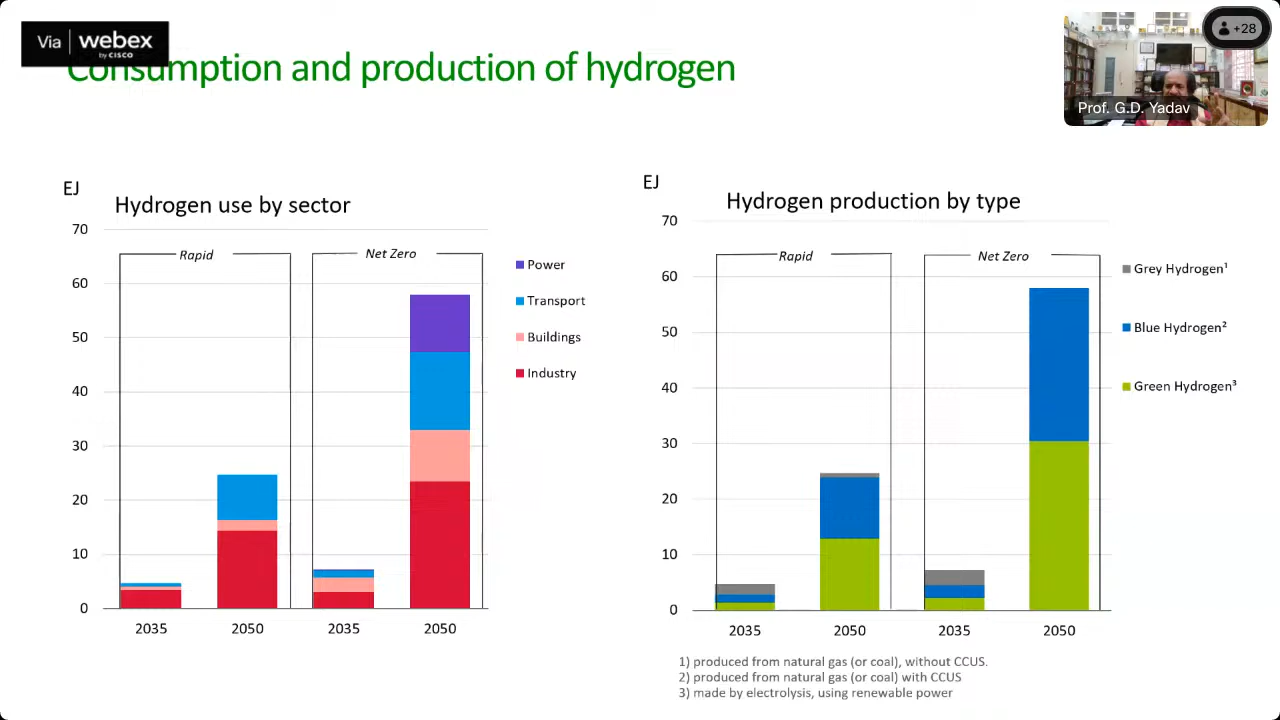 Via webex
by CISCO
+28
Prof. G.D. Yadav
Consumption and production of hydrogen
EJ
Hydrogen use by sector
70
60
50
40
30
20
10
0
Rapid
Net Zero
2035
2050
2035
2050
Power
Transport
Buildings
Industry
EJ
Hydrogen production by type
70
60
50
40
30
20
10
0
Rapid
Net Zero
2035
2050
2035
2050
Grey Hydrogen¹
Blue Hydrogen²
Green Hydrogen³
1) produced from natural gas (or coal), without CCUS.
2) produced from natural gas (or coal) with CCUS
3) made by electrolysis, using renewable power